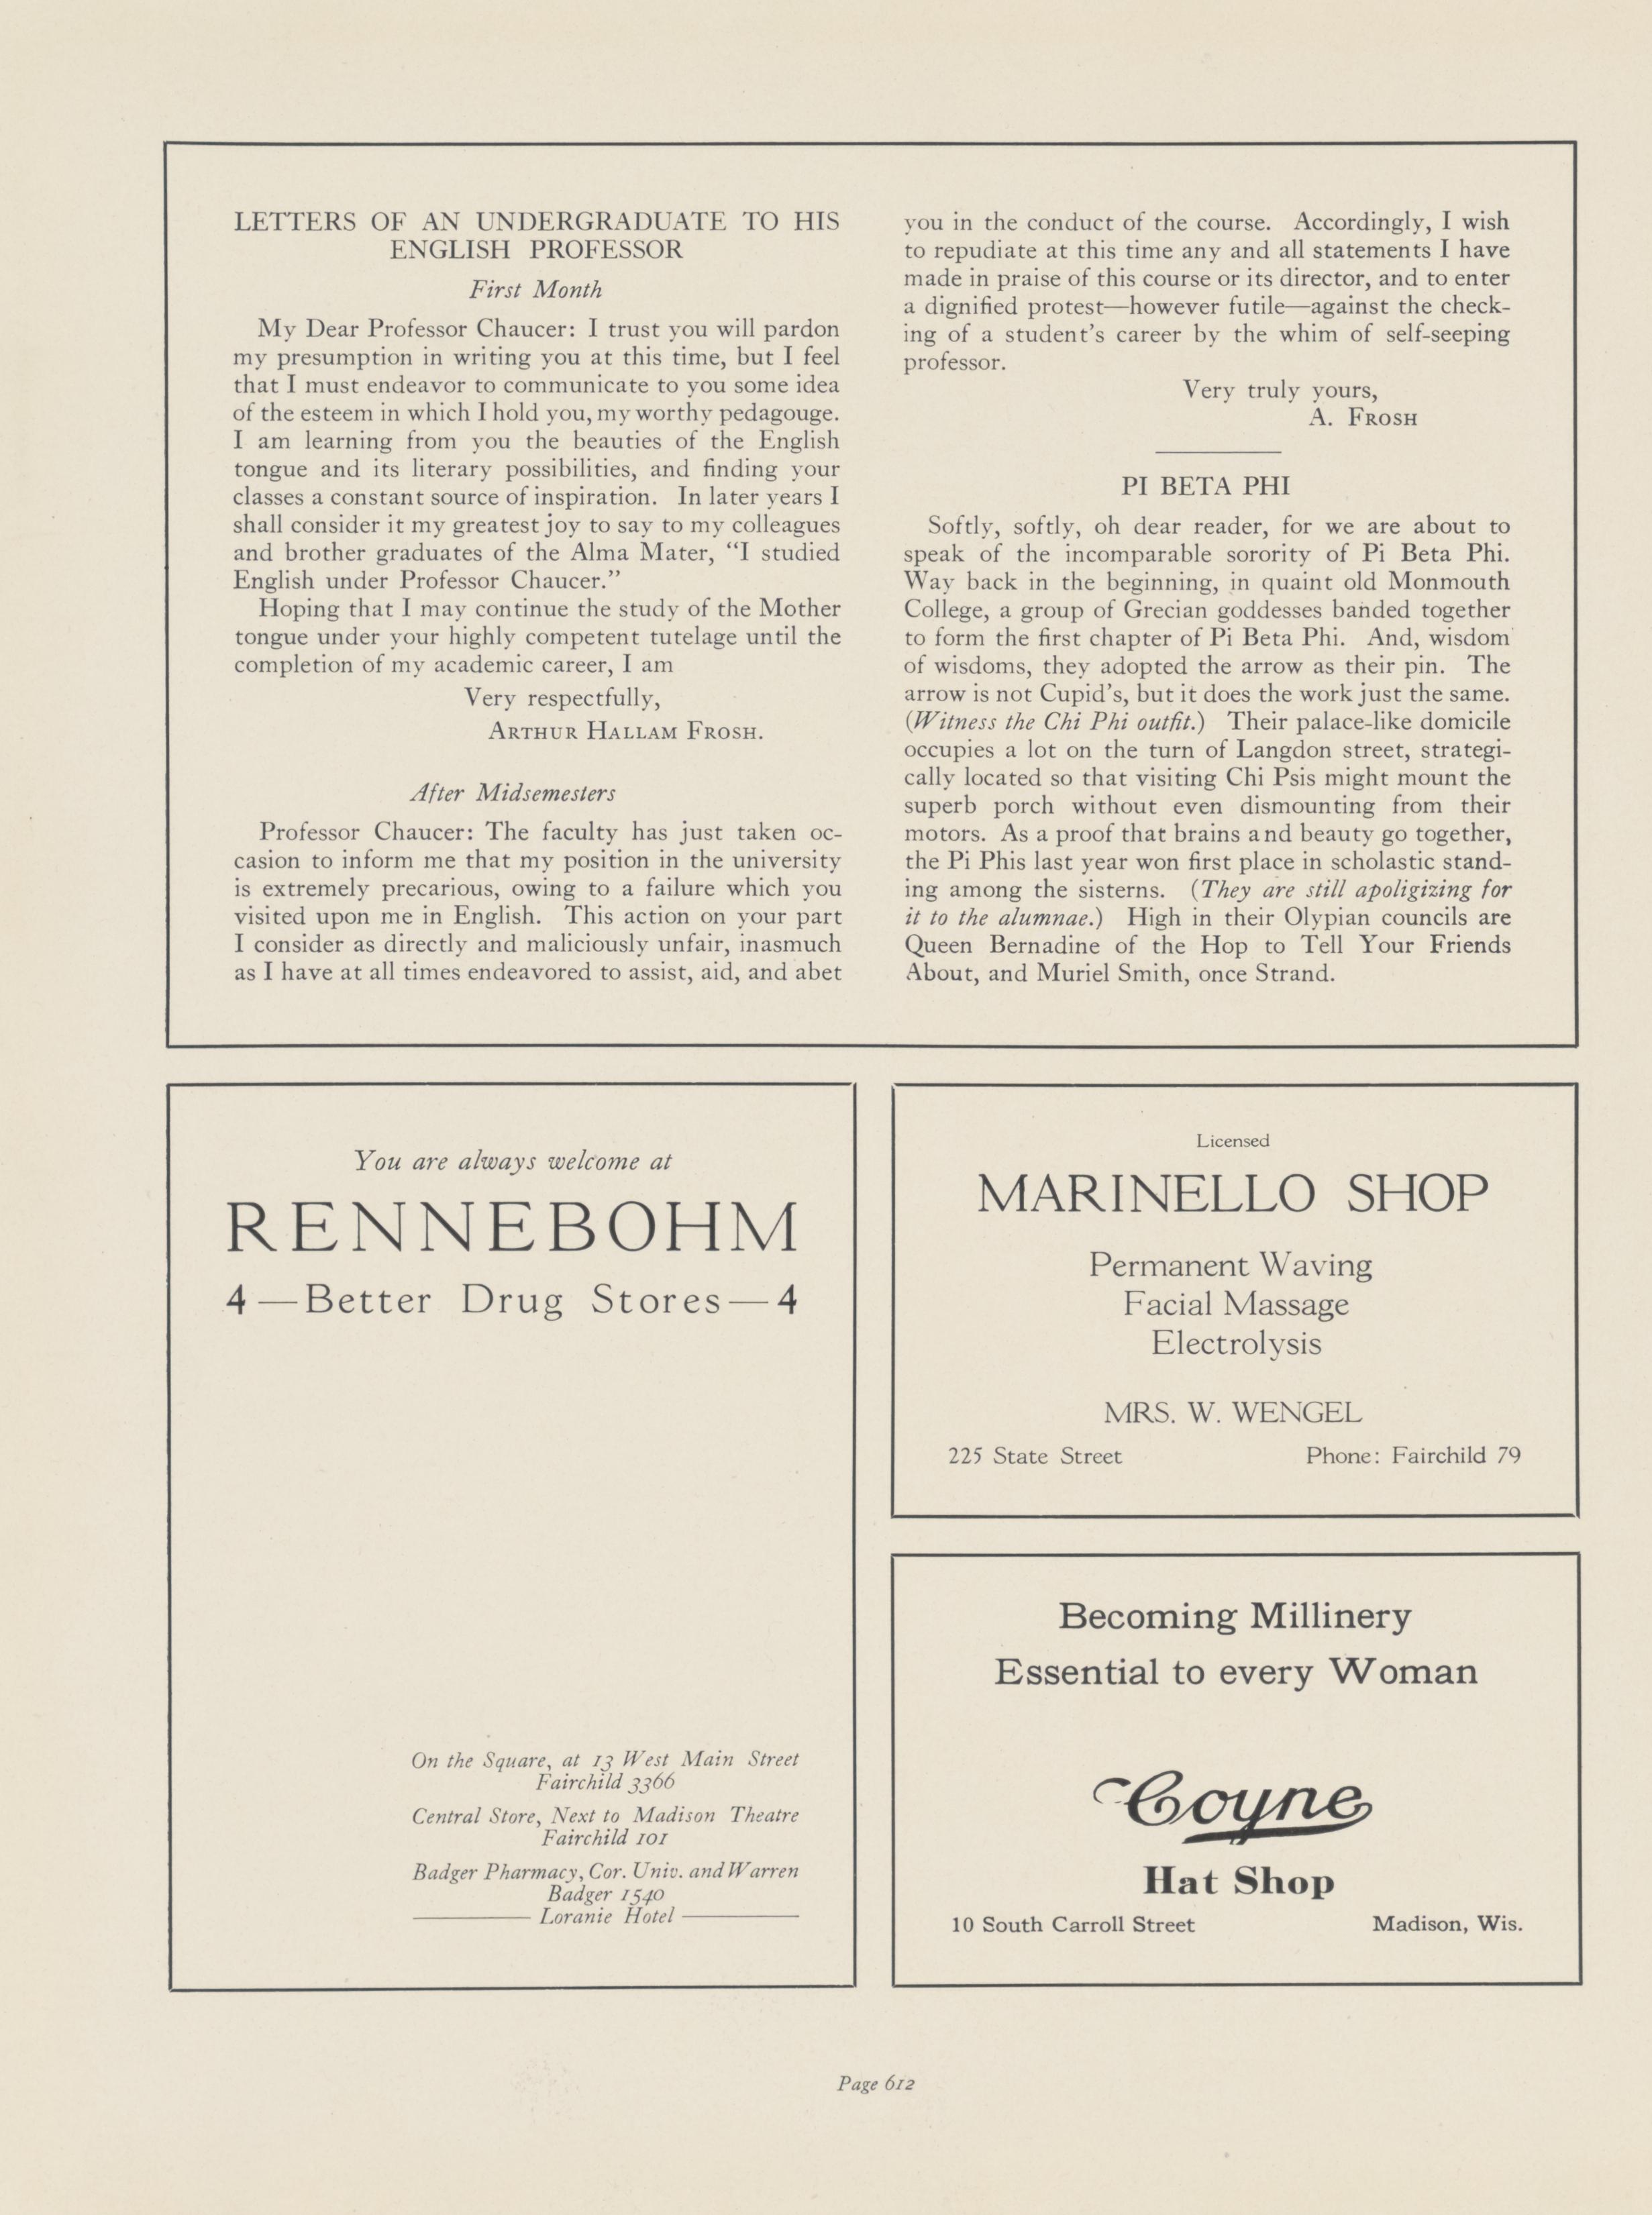 LETTERS OF AN UNDERGRADUATE TO HIS
ENGLISH PROFESSOR
First Month
My Dear Professor Chaucer: I trust you will pardon
my presumption in writing you at this time, but I feel
that I must endeavor to communicate to you some idea
of the esteem in which I hold you, my worthy pedagouge.
I am learning from you the beauties of the English
tongue and its literary possibilities, and finding your
classes a constant source of inspiration. In later years I
shall consider it my greatest joy to say to my colleagues
and brother graduates of the Alma Mater, “I studied
English under Professor Chaucer.”
Hoping that I may continue the study of the Mother
tongue under your highly competent tutelage until the
completion of my academic career, I am
Very respectfully,
ARTHUR HALLAM FROSH.
After Midsemesters
Professor Chaucer: The faculty has just taken oc-
casion to inform me that my position in the university
is extremely precarious, owing to a failure which you
visited upon me in English. This action on your part
I consider as directly and maliciously unfair, inasmuch
as I have at all times endeavored to assist, aid, and abet
you in the conduct of the course. Accordingly, I wish
to repudiate at this time any and all statements I have
made in praise of this course or its director, and to enter
a dignified protest—however futile—against the check-
ing of a student's career by the whim of self-seeping
professor.
Very truly yours,
A. FROSH
PI BETA PHI
Softly, softly, oh dear reader, for we are about to
speak of the incomparable sorority of Pi Beta Phi.
Way back in the beginning, in quaint old Monmouth
College, a group of Grecian goddesses banded together
to form the first chapter of Pi Beta Phi. And, wisdom
of wisdoms, they adopted the arrow as their pin. The
arrow is not Cupid's, but it does the work just the same.
(Witness the Chi Phi outfit.) Their palace-like domicile
occupies a lot on the turn of Langdon street, strategi-
cally located so that visiting Chi Psis might mount the
superb porch without even dismounting from their
motors. As a proof that brains and beauty go together,
the Pi Phis last year won first place in scholastic stand-
ing among the sisterns. (They are still apoligizing for
it to the alumnae.) High in their Olypian councils are
Queen Bernadine of the Hop to Tell Your Friends
About, and Muriel Smith, once Strand.
You are always welcome at
RENNEBOHM
4—Better Drug Stores—4
On the Square, at 13 West Main Street
Fairchild 3366
Central Store, Next to Madison Theatre
Fairchild 101
Badger Pharmacy, Cor. Univ. and Warren
Badger 1540
Loranie Hotel
Licensed
MARINELLO SHOP
Permanent Waving
Facial Massage
Electrolysis
MRS. W. WENGEL
225 State Street Phone: Fairchild 79
Becoming Millinery
Essential to every Woman
Coyne
Hat Shop
10 South Carroll Street Madison, Wis.
Page 612